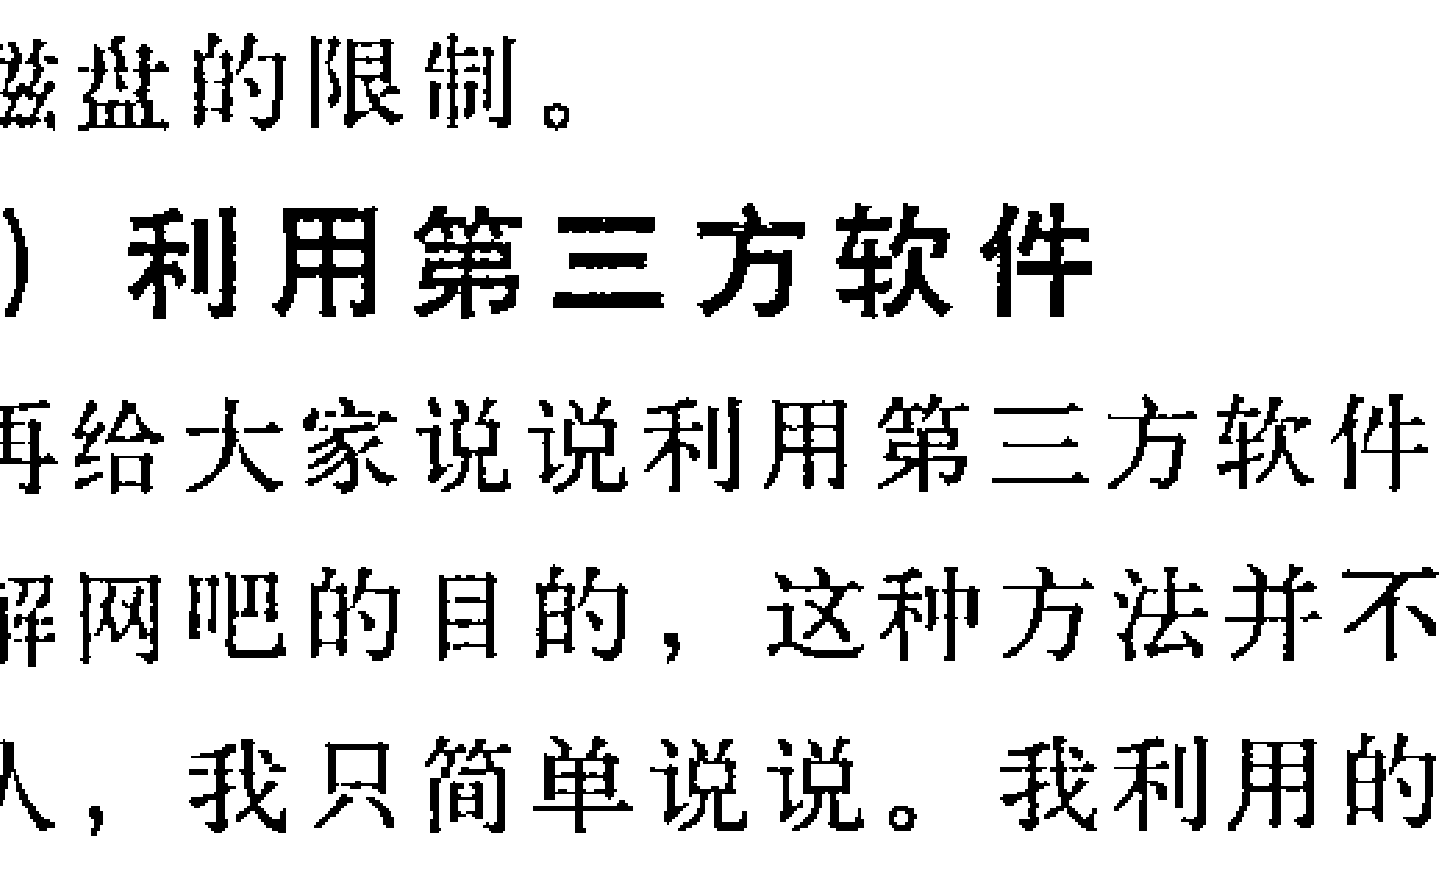 磁盘的限制。
）利用第三方软件
再给大家说说利用第三方软件
解网吧的目的，这种方法并不
人，我只简单说说。我利用的